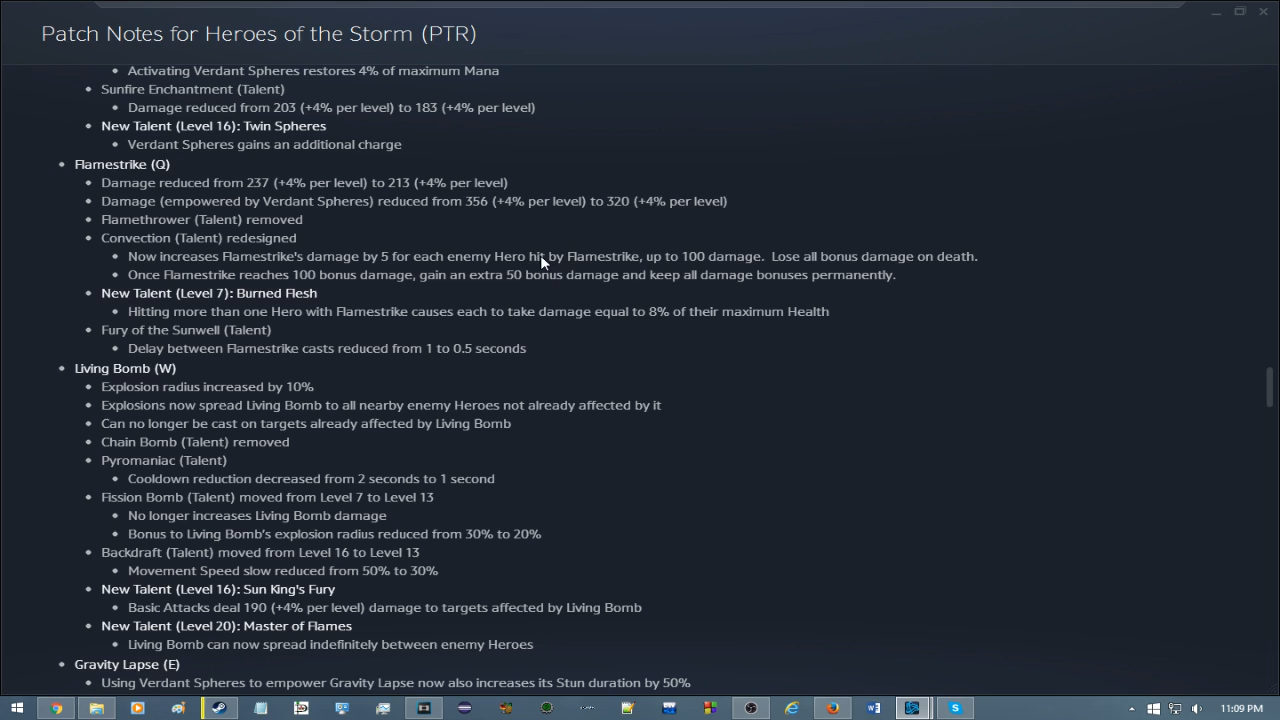 Patch Notes for Heroes of the Storm (PTR)
Activating Verdant Spheres restores 4% of maximum Mana
Sunfire Enchantment (Talent)
Damage reduced from 203 (+4% per level) to 183 (+4% per level)
New Talent (Level 16): Twin Spheres
Verdant Spheres gains an additional charge
Flamestrike (Q)
Damage reduced from 237 (+4% per level) to 213 (+4% per level)
Damage (empowered by Verdant Spheres) reduced from 356 (+4% per level) to 320 (+4% per level)
Flamethrower (Talent) removed
Convection (Talent) redesigned
Now increases Flamestrike's damage by 5 for each enemy Hero hit by Flamestrike, up to 100 damage.  Lose all bonus damage on death.
Once Flamestrike reaches 100 bonus damage, gain an extra 50 bonus damage and keep all damage bonuses permanently.
New Talent (Level 7): Burned Flesh
Hitting more than one Hero with Flamestrike causes each to take damage equal to 8% of their maximum Health
Fury of the Sunwell (Talent)
Delay between Flamestrike casts reduced from 1 to 0.5 seconds
Living Bomb (W)
Explosion radius increased by 10%
Explosions now spread Living Bomb to all nearby enemy Heroes not already affected by it
Can no longer be cast on targets already affected by Living Bomb
Chain Bomb (Talent) removed
Pyromaniac (Talent)
Cooldown reduction decreased from 2 seconds to 1 second
Fission Bomb (Talent) moved from Level 7 to Level 13
No longer increases Living Bomb damage
Bonus to Living Bomb's explosion radius reduced from 30% to 20%
Backdraft (Talent) moved from Level 16 to Level 13
Movement Speed slow reduced from 50% to 30%
New Talent (Level 16): Sun King's Fury
Basic Attacks deal 190 (+4% per level) damage to targets affected by Living Bomb
New Talent (Level 20): Master of Flames
Living Bomb can now spread indefinitely between enemy Heroes
Gravity Lapse (E)
Using Verdant Spheres to empower Gravity Lapse now also increases its Stun duration by 50%
11:09 PM